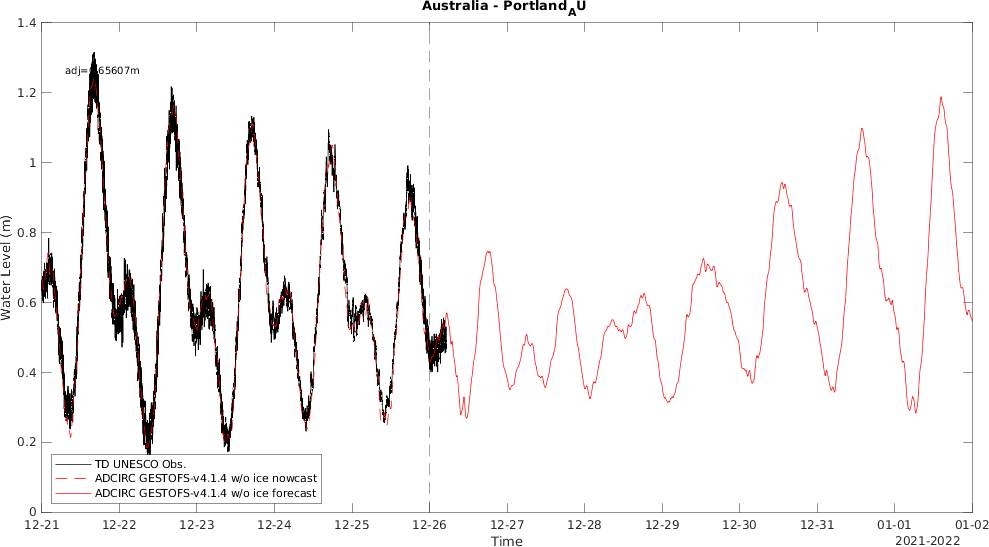 Australia - Portland_AU
1.4
1.2
1
0.8
0.6
0.4
0.2
0
Water Level (m)
65607m
TD UNESCO Obs.
ADCIRC GESTOFS-v4.1.4 w/o ice nowcast
ADCIRC GESTOFS-v4.1.4 w/o ice forecast
12-21 12-22 12-23 12-24 12-25 12-26 12-27 12-28 12-29 12-30 12-31 01-01 01-02
Time
2021-2022